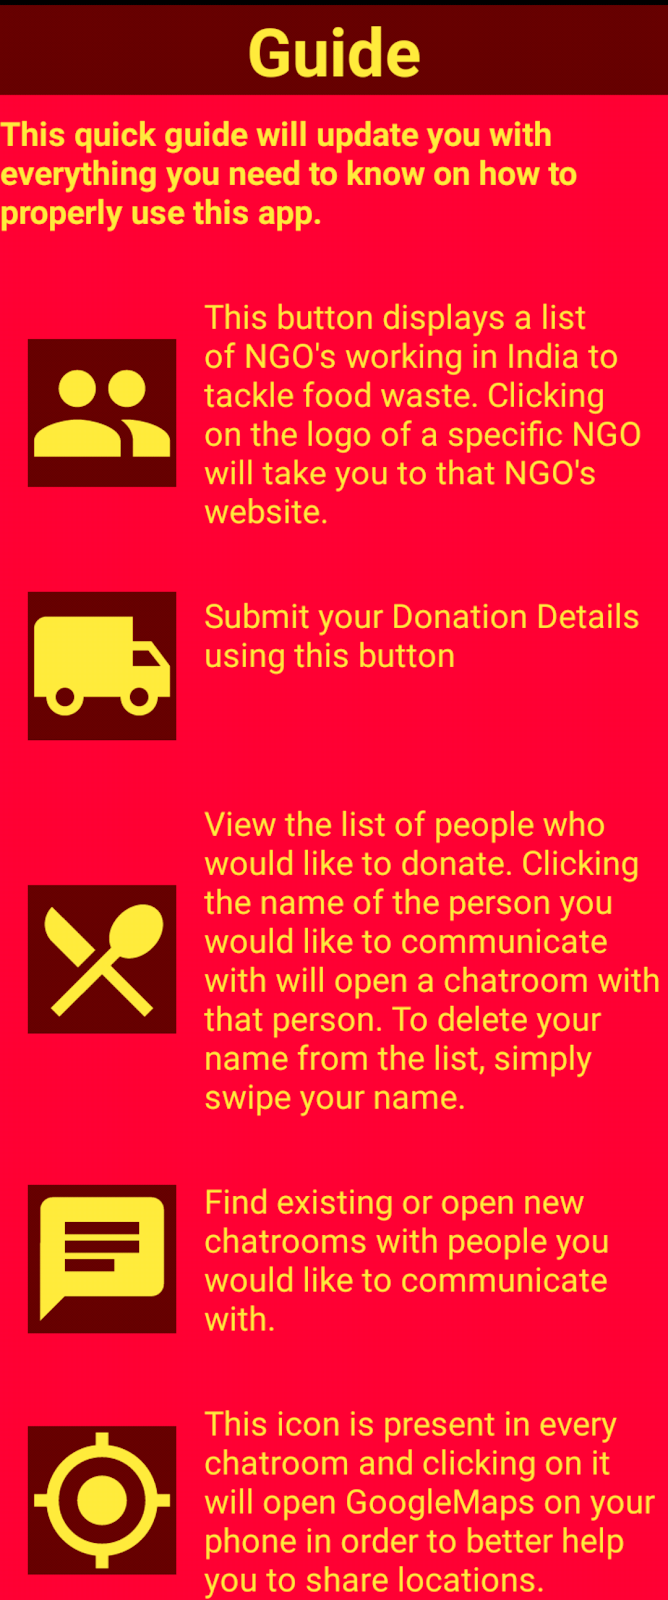 Guide
This quick guide will update you with
everything you need to know on how to
properly use this app.
This button displays a list
of NGO's working in India to
tackle food waste. Clicking
on the logo of a specific NGO
will take you to that NGO's
website.
Submit your Donation Details
using this button
View the list of people who
would like to donate. Clicking
the name of the person you
would like to communicate
with will open a chatroom with
that person. To delete your
name from the list, simply
swipe your name.
Find existing or open new
chatrooms with people you
would like to communicate
with.
This icon is present in every
chatroom and clicking on it
will open GoogleMaps on your
phone in order to better help
you to share locations.